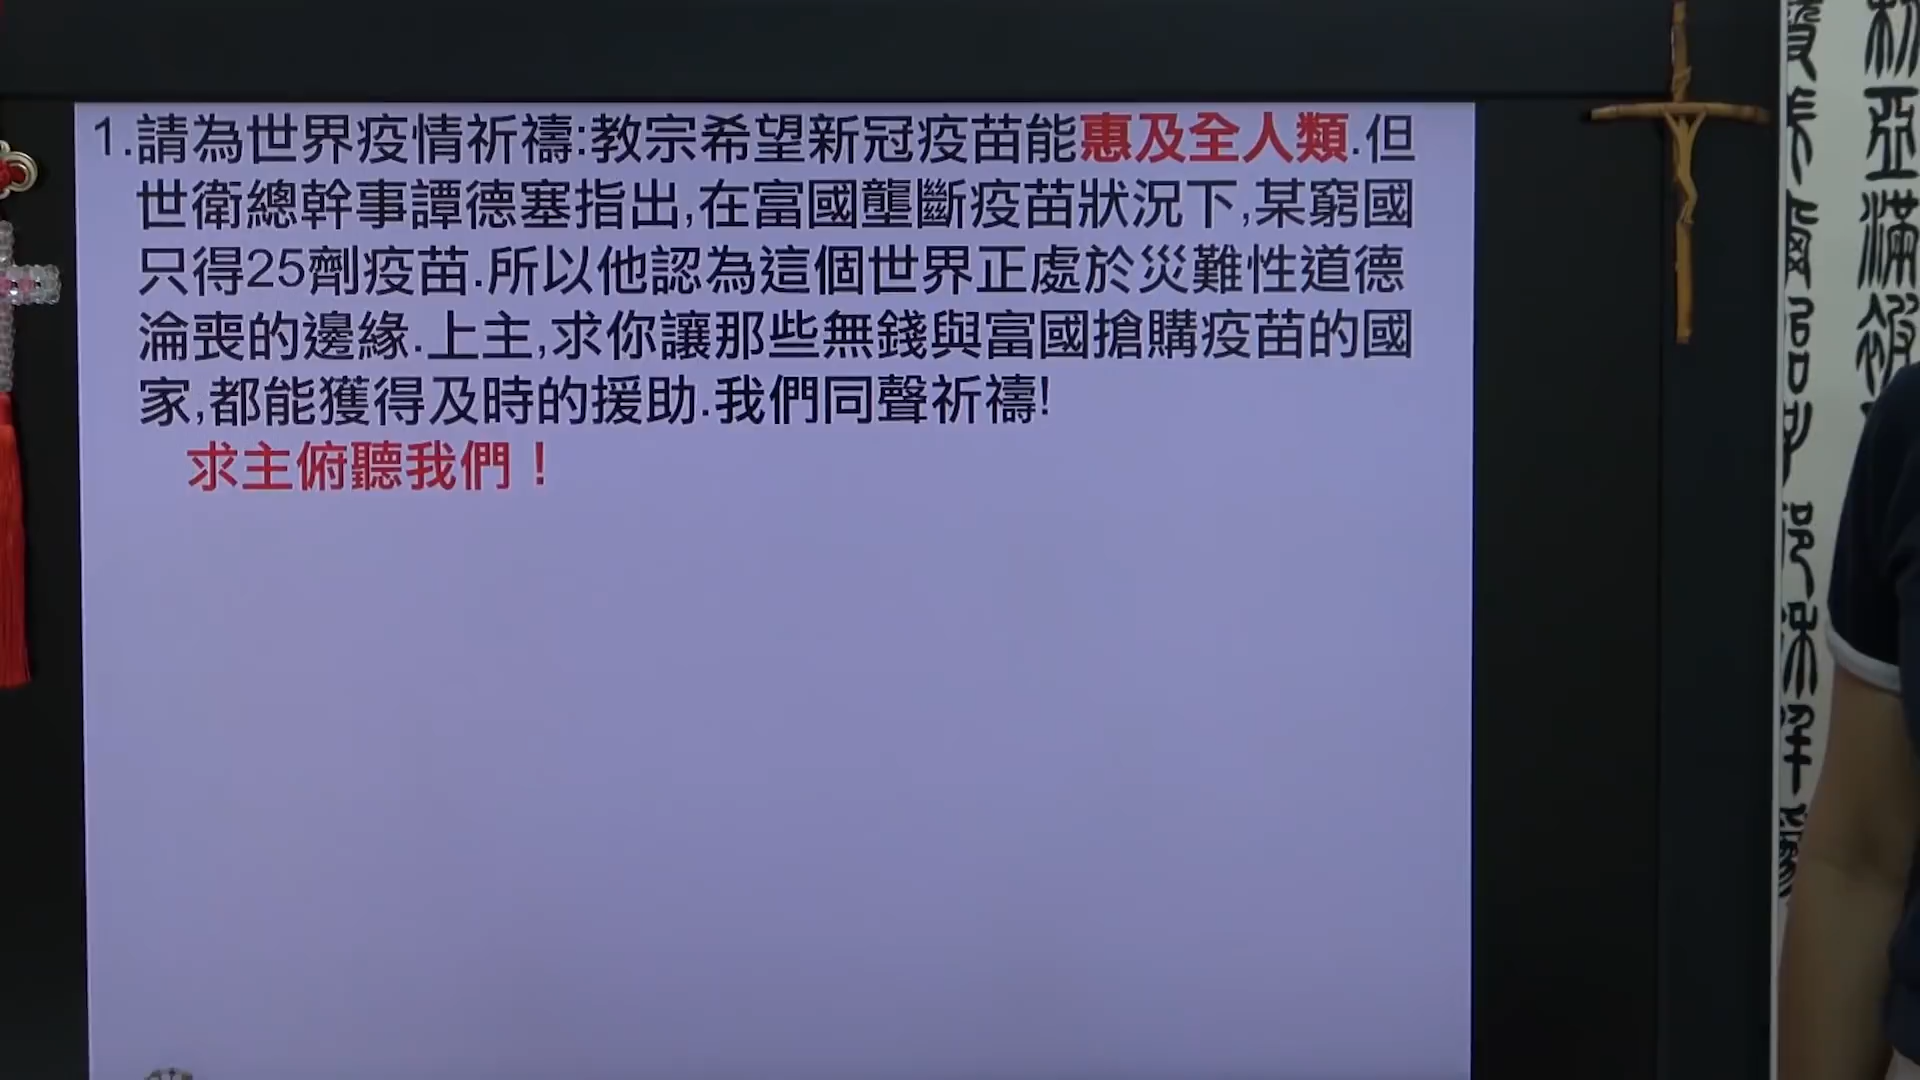 1.請為世界疫情祈禱:教宗希望新冠疫苗能惠及全人類.但
世衛總幹事譚德塞指出,在富國壟斷疫苗狀況下,某窮國
只得25劑疫苗.所以他認為這個世界正處於災難性道德
淪喪的邊緣.上主,求你讓那些無錢與富國搶購疫苗的國
家,都能獲得及時的援助.我們同聲祈禱!
求主俯聽我們！